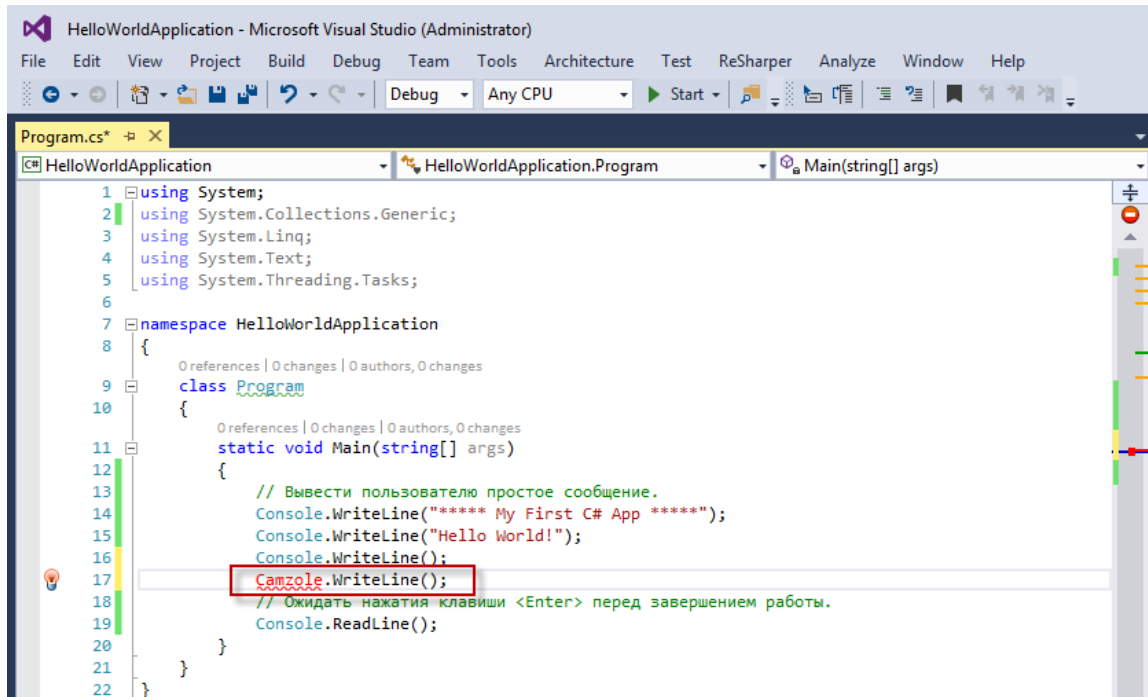 HelloWorldApplication - Microsoft Visual Studio (Administrator)
File Edit View Project Build Debug Team Tools Architecture Test ReSharper Analyze Window Help
Debug Any CPU Start
Program.cs*
C# HelloWorldApplication HelloWorldApplication.Program Main(string[] args)
1 using System;
2 using System.Collections.Generic;
3 using System.Linq;
4 using System.Text;
5 using System.Threading.Tasks;
6
7 namespace HelloWorldApplication
8 {
0 references | 0 changes | 0 authors, 0 changes
9 class Program
10 {
0 references | 0 changes | 0 authors, 0 changes
11 static void Main(string[] args)
12 {
13 // Вывести пользователю простое сообщение.
14 Console.WriteLine("***** My First C# App *****");
15 Console.WriteLine("Hello World!");
16 Console.WriteLine();
17 Camzole.WriteLine();
18 // Ожидать нажатия клавиши <Enter> перед завершением работы.
19 Console.ReadLine();
20 }
21 }
22 }